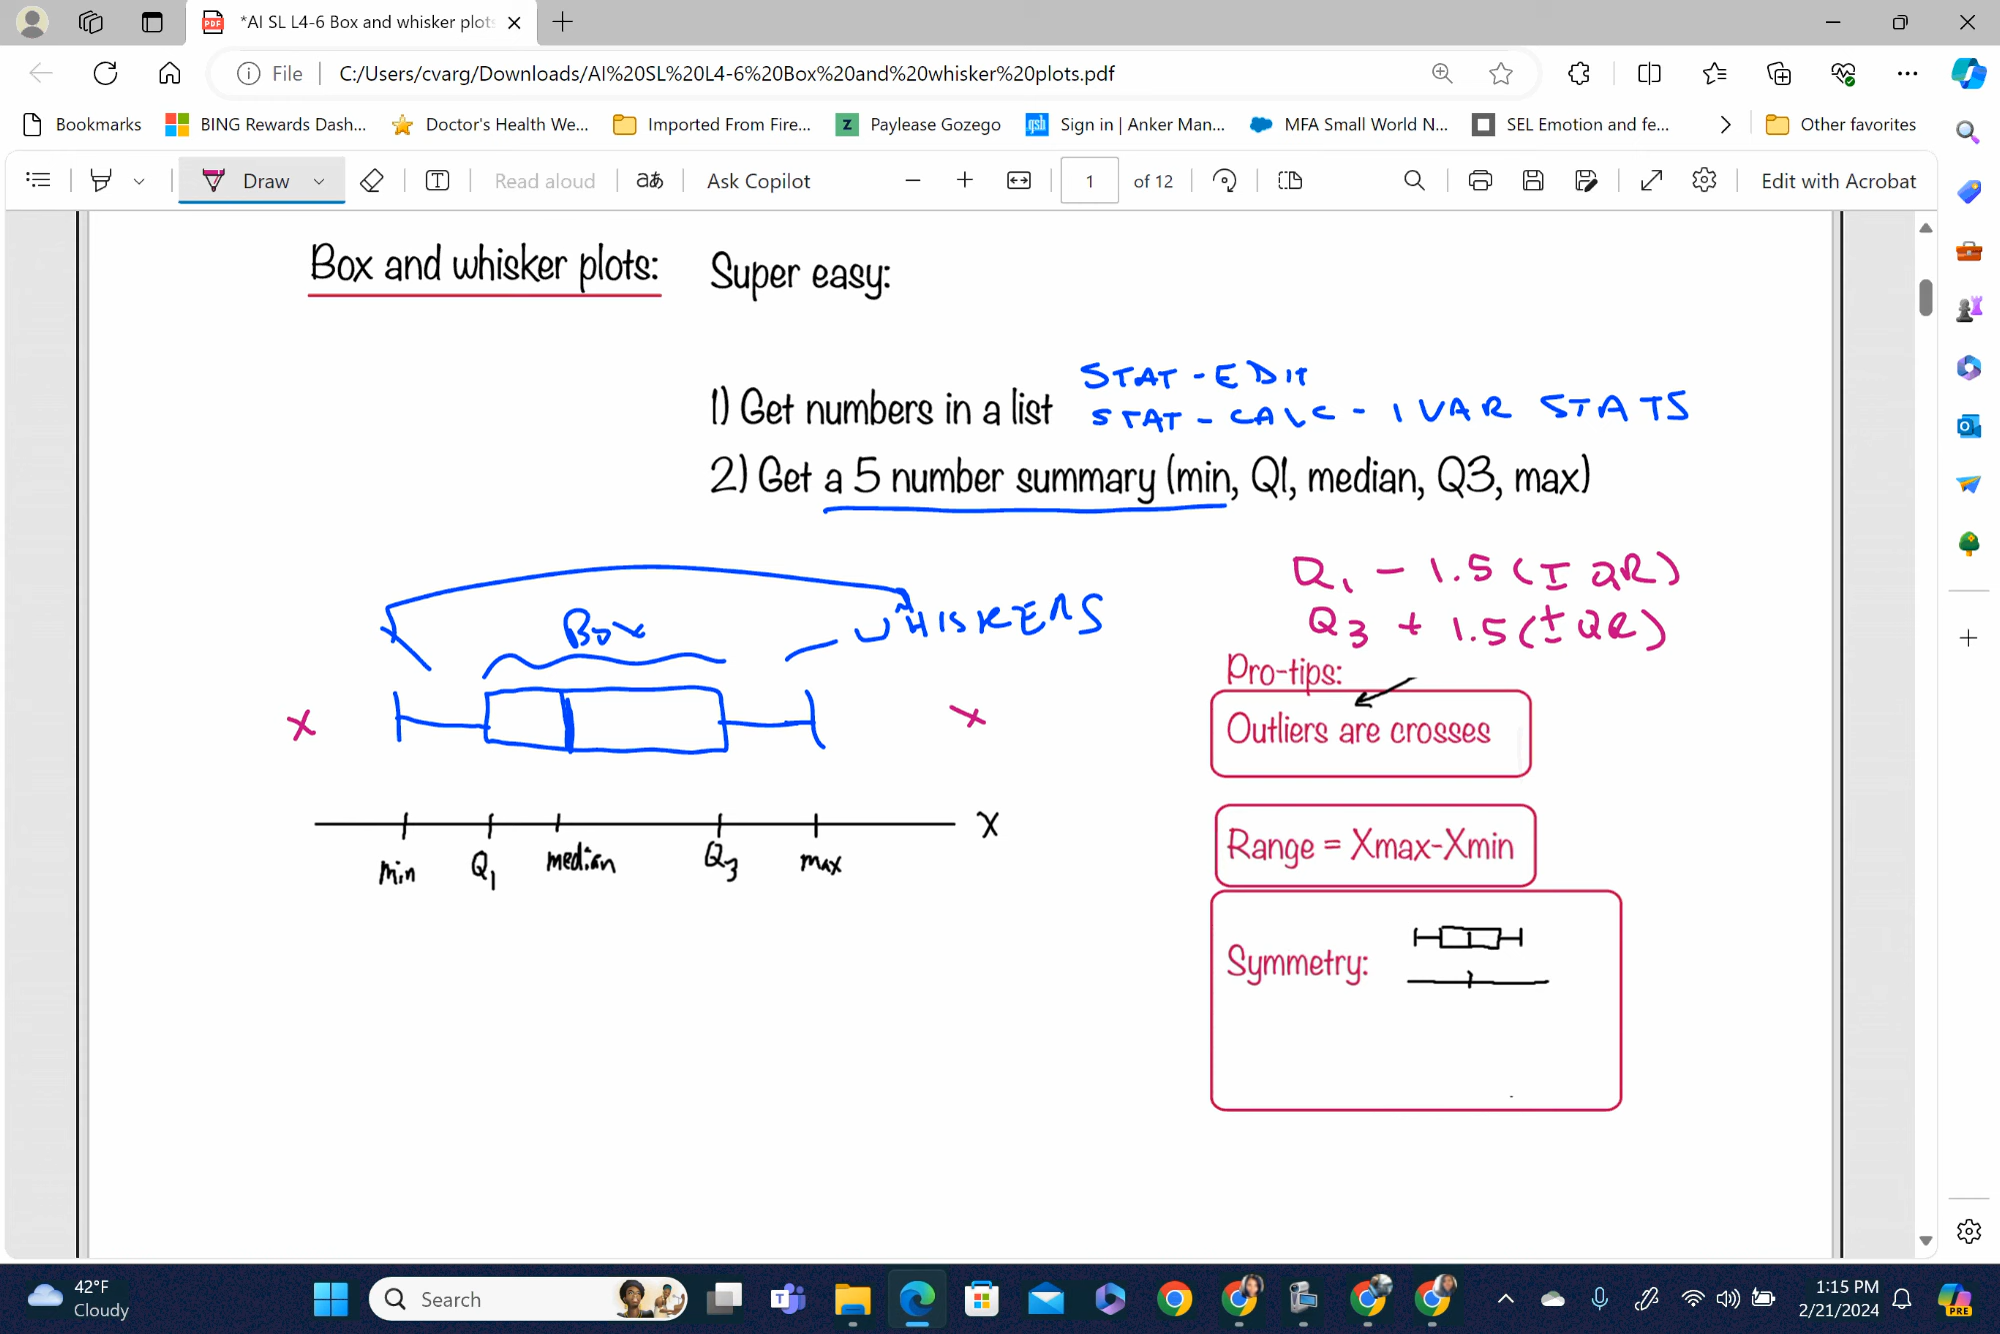 *AI SL L4-6 Box and whisker plots
File
C:/Users/cvarg/Downloads/AI%20SL%20L4-6%20Box%20and%20whisker%20plots.pdf
Bookmarks
BING Rewards Dash...
Doctor's Health We...
Imported From Fire...
Paylease Gozego
Sign in | Anker Man...
MFA Small World N...
SEL Emotion and fe...
Other favorites
Draw
Read aloud
Ask Copilot
1 of 12
Edit with Acrobat
Box and whisker plots: Super easy:
STAT - EDIT
1) Get numbers in a list
STAT - CALC - 1 VAR STATS
2) Get a 5 number summary (min, Q1, median, Q3, max)
Q1 - 1.5 (IQR)
Q3 + 1.5 (IQR)
Box
WHISKERS
Pro-tips:
x x
Outliers are crosses
x
min Q1 median Q3 max
Range = Xmax-Xmin
Symmetry:
42°F
Cloudy
Search
1:15 PM
2/21/2024
PRE